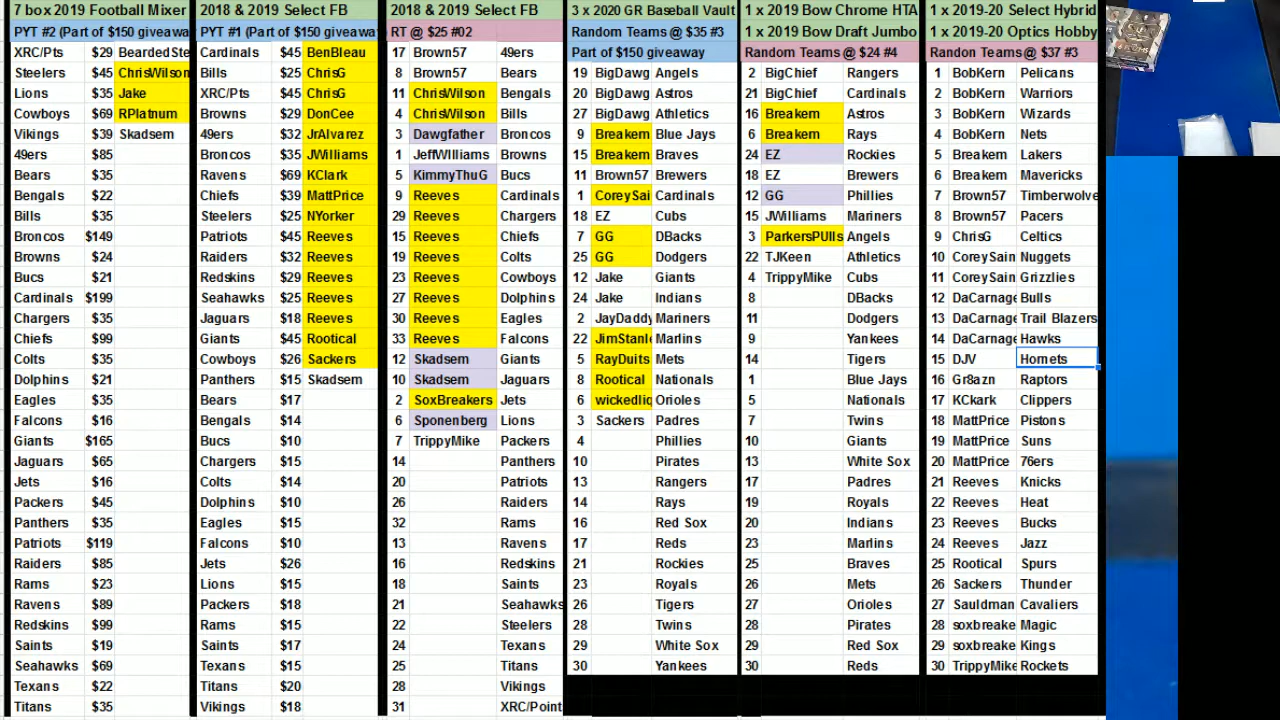 7 box 2019 Football Mixer
PYT #2 (Part of $150 giveawa
XRC/Pts $29 BeardedSte
Steelers $45 ChrisWilson
Lions $35 Jake
Cowboys $69 RPlatnum
Vikings $39 Skadsem
49ers $85
Bears $35
Bengals $22
Bills $35
Broncos $149
Browns $24
Bucs $21
Cardinals $199
Chargers $35
Chiefs $99
Colts $35
Dolphins $21
Eagles $35
Falcons $16
Giants $165
Jaguars $65
Jets $16
Packers $45
Panthers $35
Patriots $119
Raiders $85
Rams $23
Ravens $89
Redskins $99
Saints $19
Seahawks $69
Texans $22
Titans $35
2018 & 2019 Select FB
PYT #1 (Part of $150 giveaway
Cardinals $45 BenBleau
Bills $25 ChrisG
XRC/Pts $45 ChrisG
Browns $29 DonCee
49ers $32 JrAlvarez
Broncos $35 JWilliams
Ravens $69 KClark
Chiefs $39 MattPrice
Steelers $25 NYorker
Patriots $45 Reeves
Raiders $32 Reeves
Redskins $29 Reeves
Seahawks $25 Reeves
Jaguars $18 Reeves
Giants $45 Rootical
Cowboys $26 Sackers
Panthers $15 Skadsem
Bears $17
Bengals $14
Bucs $10
Chargers $15
Colts $14
Dolphins $10
Eagles $15
Falcons $10
Jets $26
Lions $15
Packers $18
Rams $15
Saints $17
Texans $15
Titans $20
Vikings $18
2018 & 2019 Select FB
RT @ $25 #02
17 Brown57 49ers
8 Brown57 Bears
11 ChrisWilson Bengals
4 ChrisWilson Bills
3 Dawgfather Broncos
1 JeffWIlliams Browns
5 KimmyThuG Bucs
9 Reeves Cardinals
29 Reeves Chargers
15 Reeves Chiefs
19 Reeves Colts
23 Reeves Cowboys
27 Reeves Dolphins
30 Reeves Eagles
33 Reeves Falcons
12 Skadsem Giants
10 Skadsem Jaguars
2 SoxBreakers Jets
6 Sponenberg Lions
7 TrippyMike Packers
14 Panthers
20 Patriots
26 Raiders
32 Rams
13 Ravens
16 Redskins
18 Saints
21 Seahawks
22 Steelers
24 Texans
25 Titans
28 Vikings
31 XRC/Point
3 x 2020 GR Baseball Vault
Random Teams @ $35 #3
Part of $150 giveaway
19 BigDawg Angels
20 BigDawg Astros
27 BigDawg Athletics
9 Breakem Blue Jays
15 Breakem Braves
11 Brown57 Brewers
1 CoreySai Cardinals
18 EZ Cubs
7 GG DBacks
25 GG Dodgers
12 Jake Giants
24 Jake Indians
2 JayDaddy Mariners
22 JimStanl Marlins
5 RayDuits Mets
8 Rootical Nationals
6 wickedliq Orioles
3 Sackers Padres
4 Phillies
10 Pirates
13 Rangers
14 Rays
16 Red Sox
17 Reds
21 Rockies
23 Royals
26 Tigers
28 Twins
29 White Sox
30 Yankees
1 x 2019 Bow Chrome HTA
1 x 2019 Bow Draft Jumbo
Random Teams @ $24 #4
2 BigChief Rangers
21 BigChief Cardinals
16 Breakem Astros
6 Breakem Rays
24 EZ Rockies
18 EZ Brewers
12 GG Phillies
15 JWilliams Mariners
3 ParkersPUlls Angels
22 TJKeen Athletics
4 TrippyMike Cubs
8 DBacks
11 Dodgers
9 Yankees
14 Tigers
1 Blue Jays
5 Nationals
7 Twins
10 Giants
13 White Sox
17 Padres
19 Royals
20 Indians
23 Marlins
25 Braves
26 Mets
27 Orioles
28 Pirates
29 Red Sox
30 Reds
1 x 2019-20 Select Hybrid
1 x 2019-20 Optics Hobby
Randon Teams @ $37 #3
1 BobKern Pelicans
2 BobKern Warriors
3 BobKern Wizards
4 BobKern Nets
5 Breakem Lakers
6 Breakem Mavericks
7 Brown57 Timberwolve
8 Brown57 Pacers
9 ChrisG Celtics
10 CoreySain Nuggets
11 CoreySain Grizzlies
12 DaCarnage Bulls
13 DaCarnage Trail Blazers
14 DaCarnage Hawks
15 DJV Hornets
16 Gr8azn Raptors
17 KCkark Clippers
18 MattPrice Pistons
19 MattPrice Suns
20 MattPrice 76ers
21 Reeves Knicks
22 Reeves Heat
23 Reeves Bucks
24 Reeves Jazz
25 Rootical Spurs
26 Sackers Thunder
27 Sauldman Cavaliers
28 soxbreake Magic
29 soxbreake Kings
30 TrippyMike Rockets